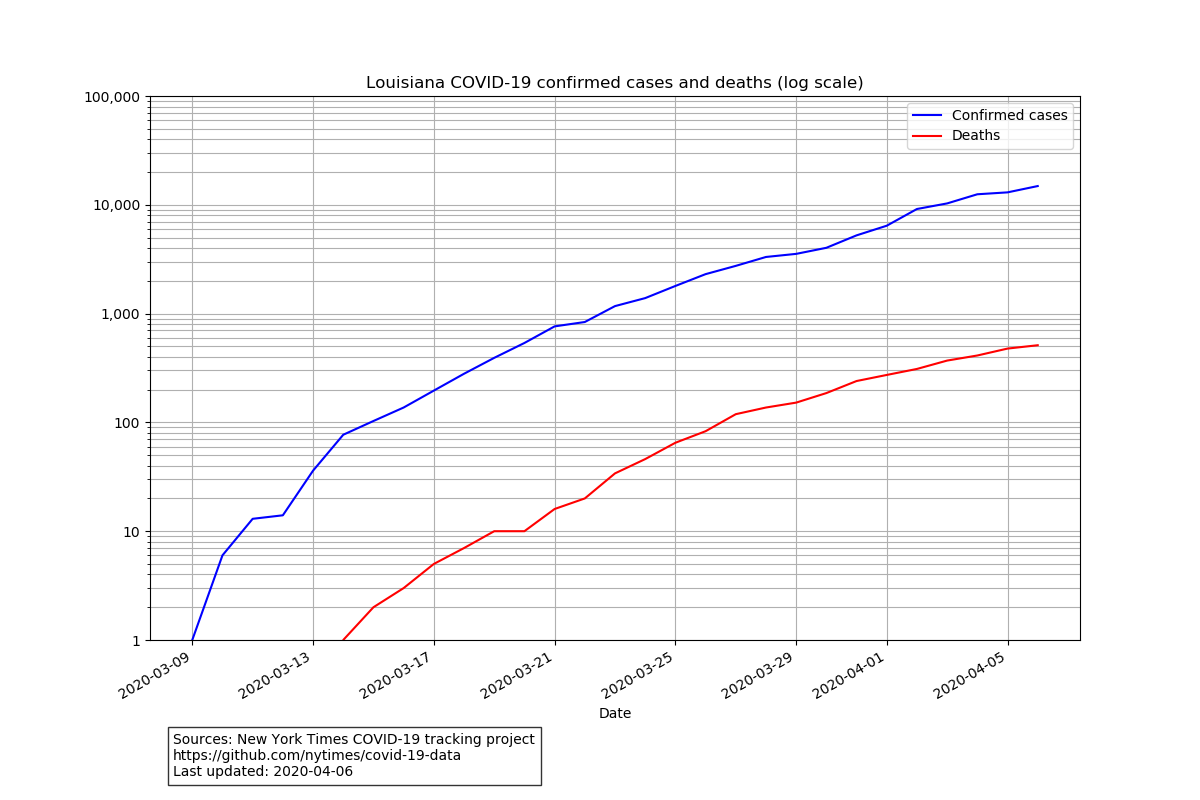 Louisiana COVID-19 confirmed cases and deaths (log scale)
100,000
10,000
1,000
100
10
1
Confirmed cases
Deaths
2020-03-09
2020-03-13
2020-03-17
2020-03-21
2020-03-25
2020-03-29
2020-04-01
2020-04-05
Date
Sources: New York Times COVID-19 tracking project
https://github.com/nytimes/covid-19-data
Last updated: 2020-04-06